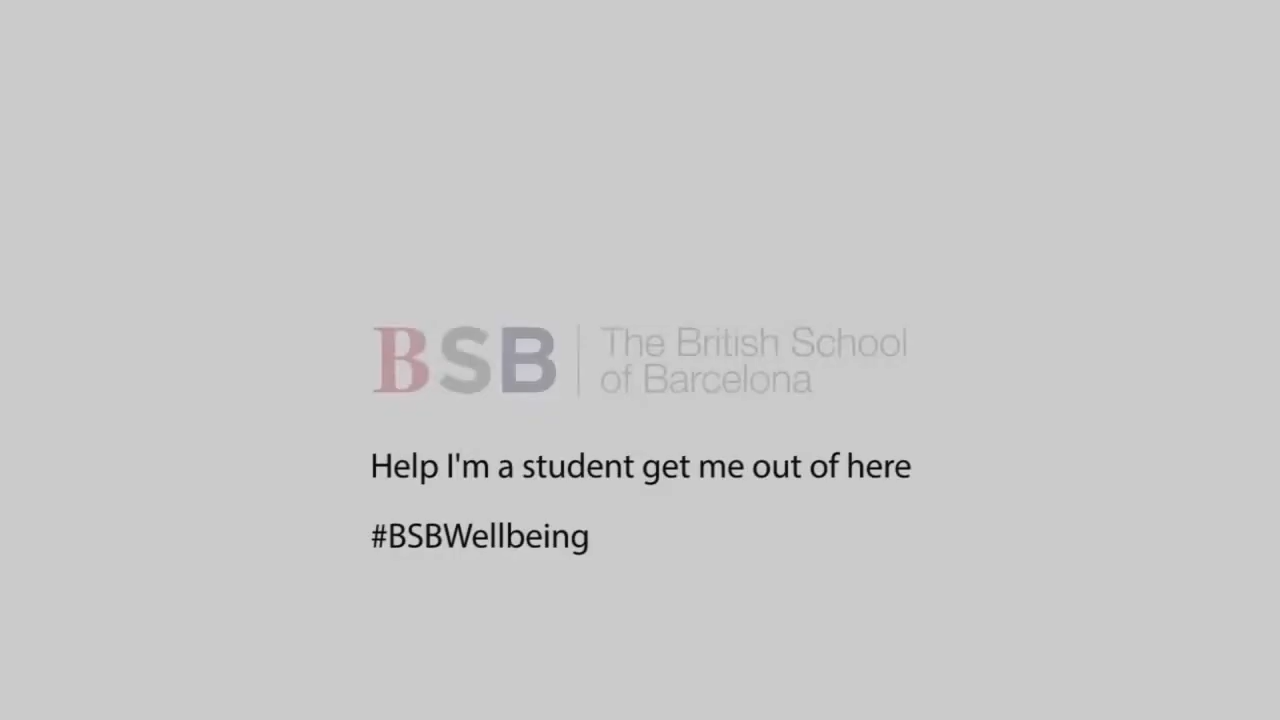 BSB
The British School
of Barcelona
Help I'm a student get me out of here
#BSBWellbeing